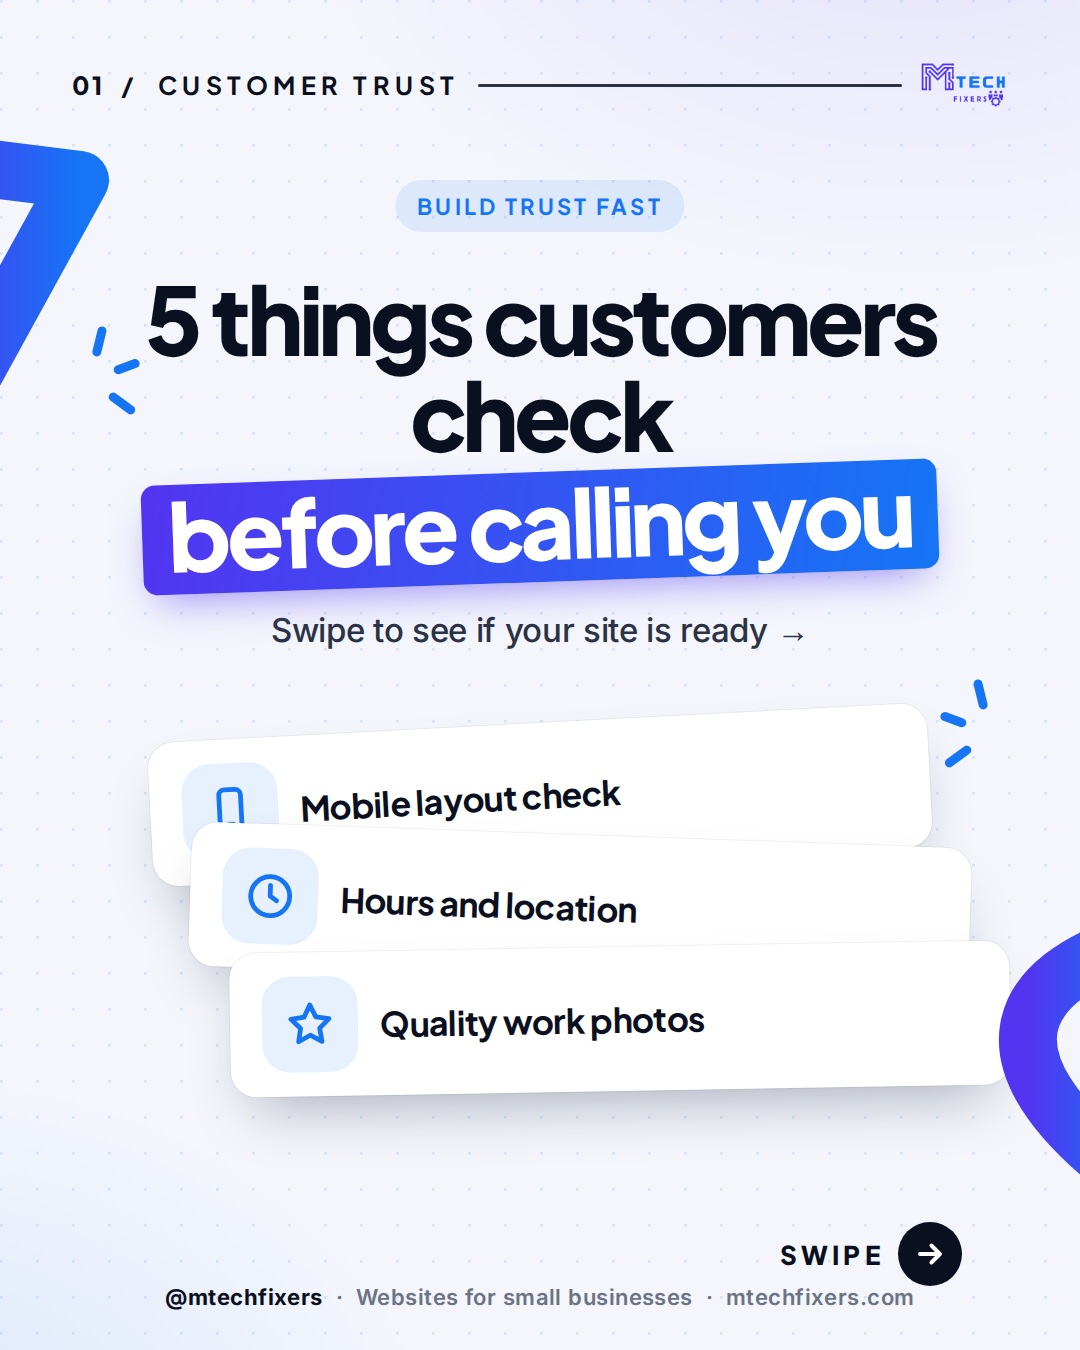 01 / CUSTOMER TRUST
MTECH
FIXERS
BUILD TRUST FAST
5 things customers
check
before calling you
Swipe to see if your site is ready →
Mobile layout check
Hours and location
Quality work photos
SWIPE
@mtechfixers · Websites for small businesses · mtechfixers.com